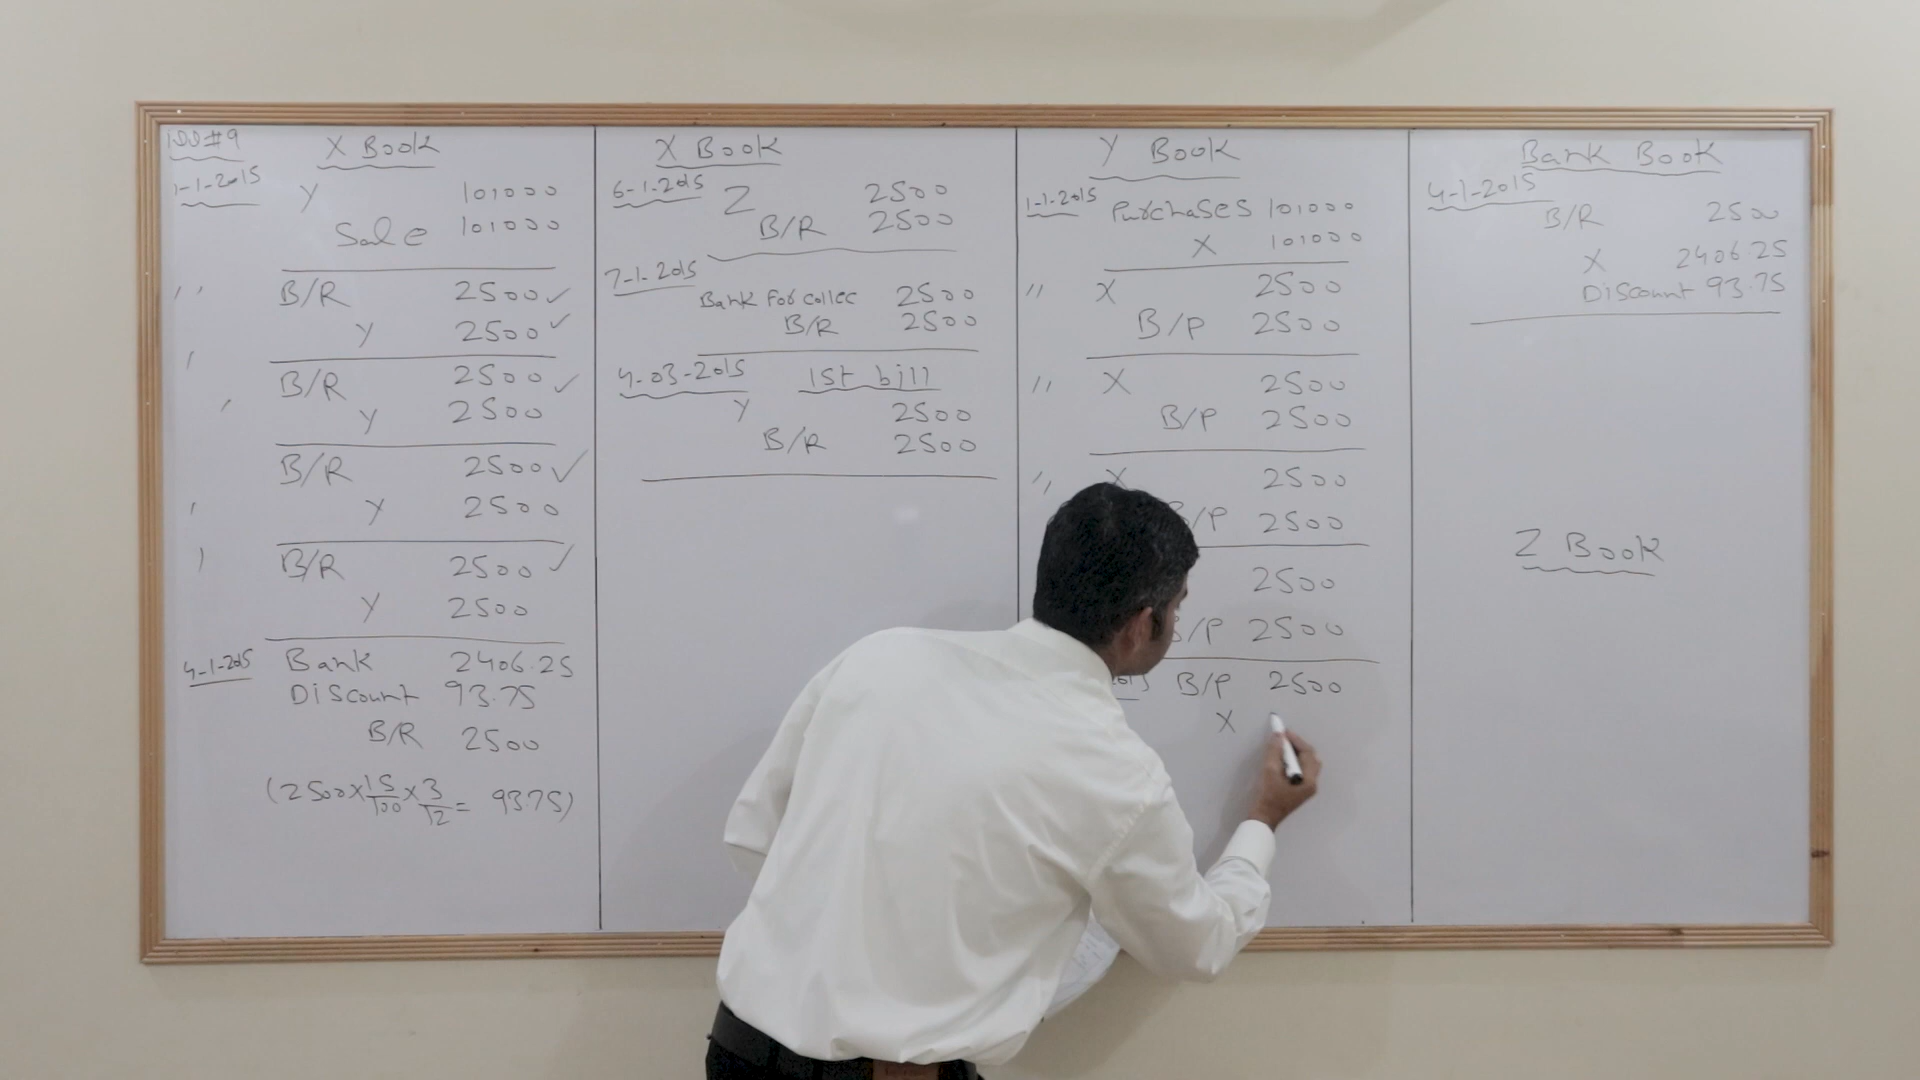 X Book
1-1-2015 Y 101000
Sale 101000
,, B/R 2500 ✓
Y 2500 ✓
B/R 2500 ✓
Y 2500
B/R 2500 ✓
Y 2500
B/R 2500 ✓
Y 2500
4-1-2015 Bank 2406.25
Discount 93.75
B/R 2500
(2500×15/100×3/12= 93.75)
X Book
6-1-2015 Z 2500
B/R 2500
7-1-2015
Bank For collec 2500
B/R 2500
4-03-2015 1st bill
Y 2500
B/R 2500
Y Book
1-1-2015 Purchases 101000
X 101000
,, X 2500
B/P 2500
,, X 2500
B/P 2500
,, X 2500
B/P 2500
2500
B/P 2500
B/P 2500
X
Bank Book
4-1-2015
B/R 2500
X 2406.25
Discount 93.75
Z Book